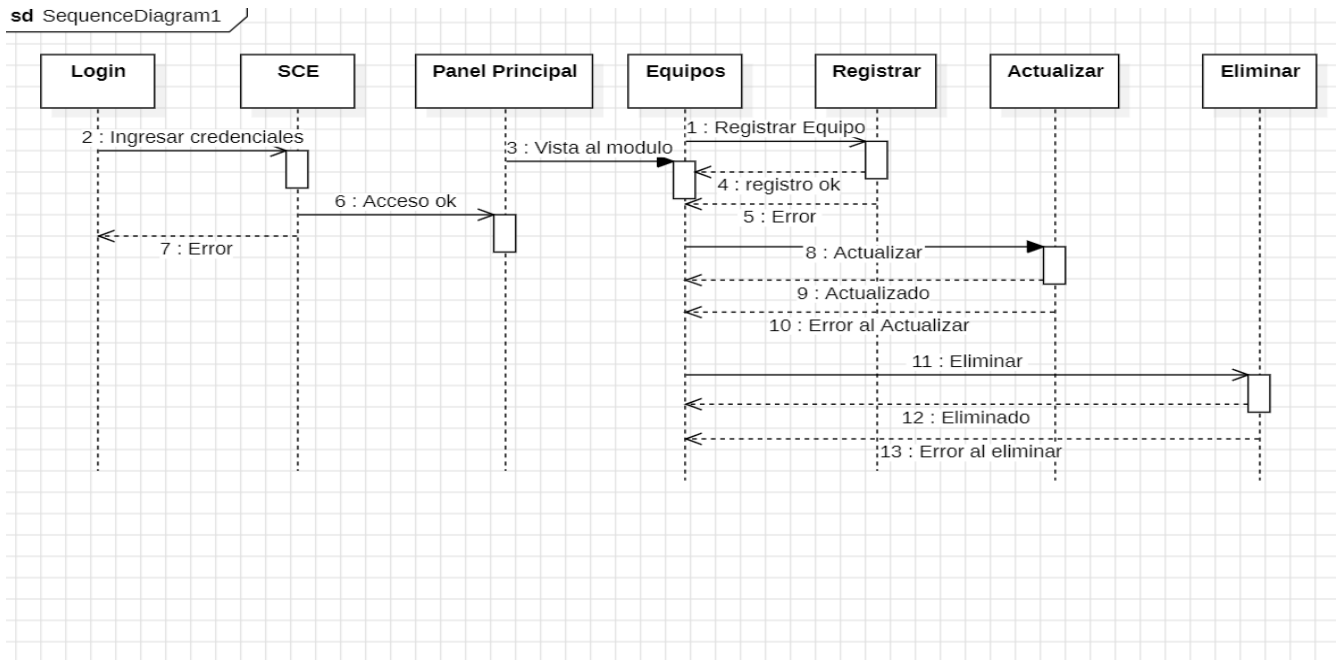 sd SequenceDiagram1
Login
SCE
Panel Principal
Equipos
Registrar
Actualizar
Eliminar
1 : Registrar Equipo
2 : Ingresar credenciales
3 : Vista al modulo
4 : registro ok
6 : Acceso ok
5 : Error
7 : Error
8 : Actualizar
9 : Actualizado
10 : Error al Actualizar
11 : Eliminar
12 : Eliminado
13 : Error al eliminar